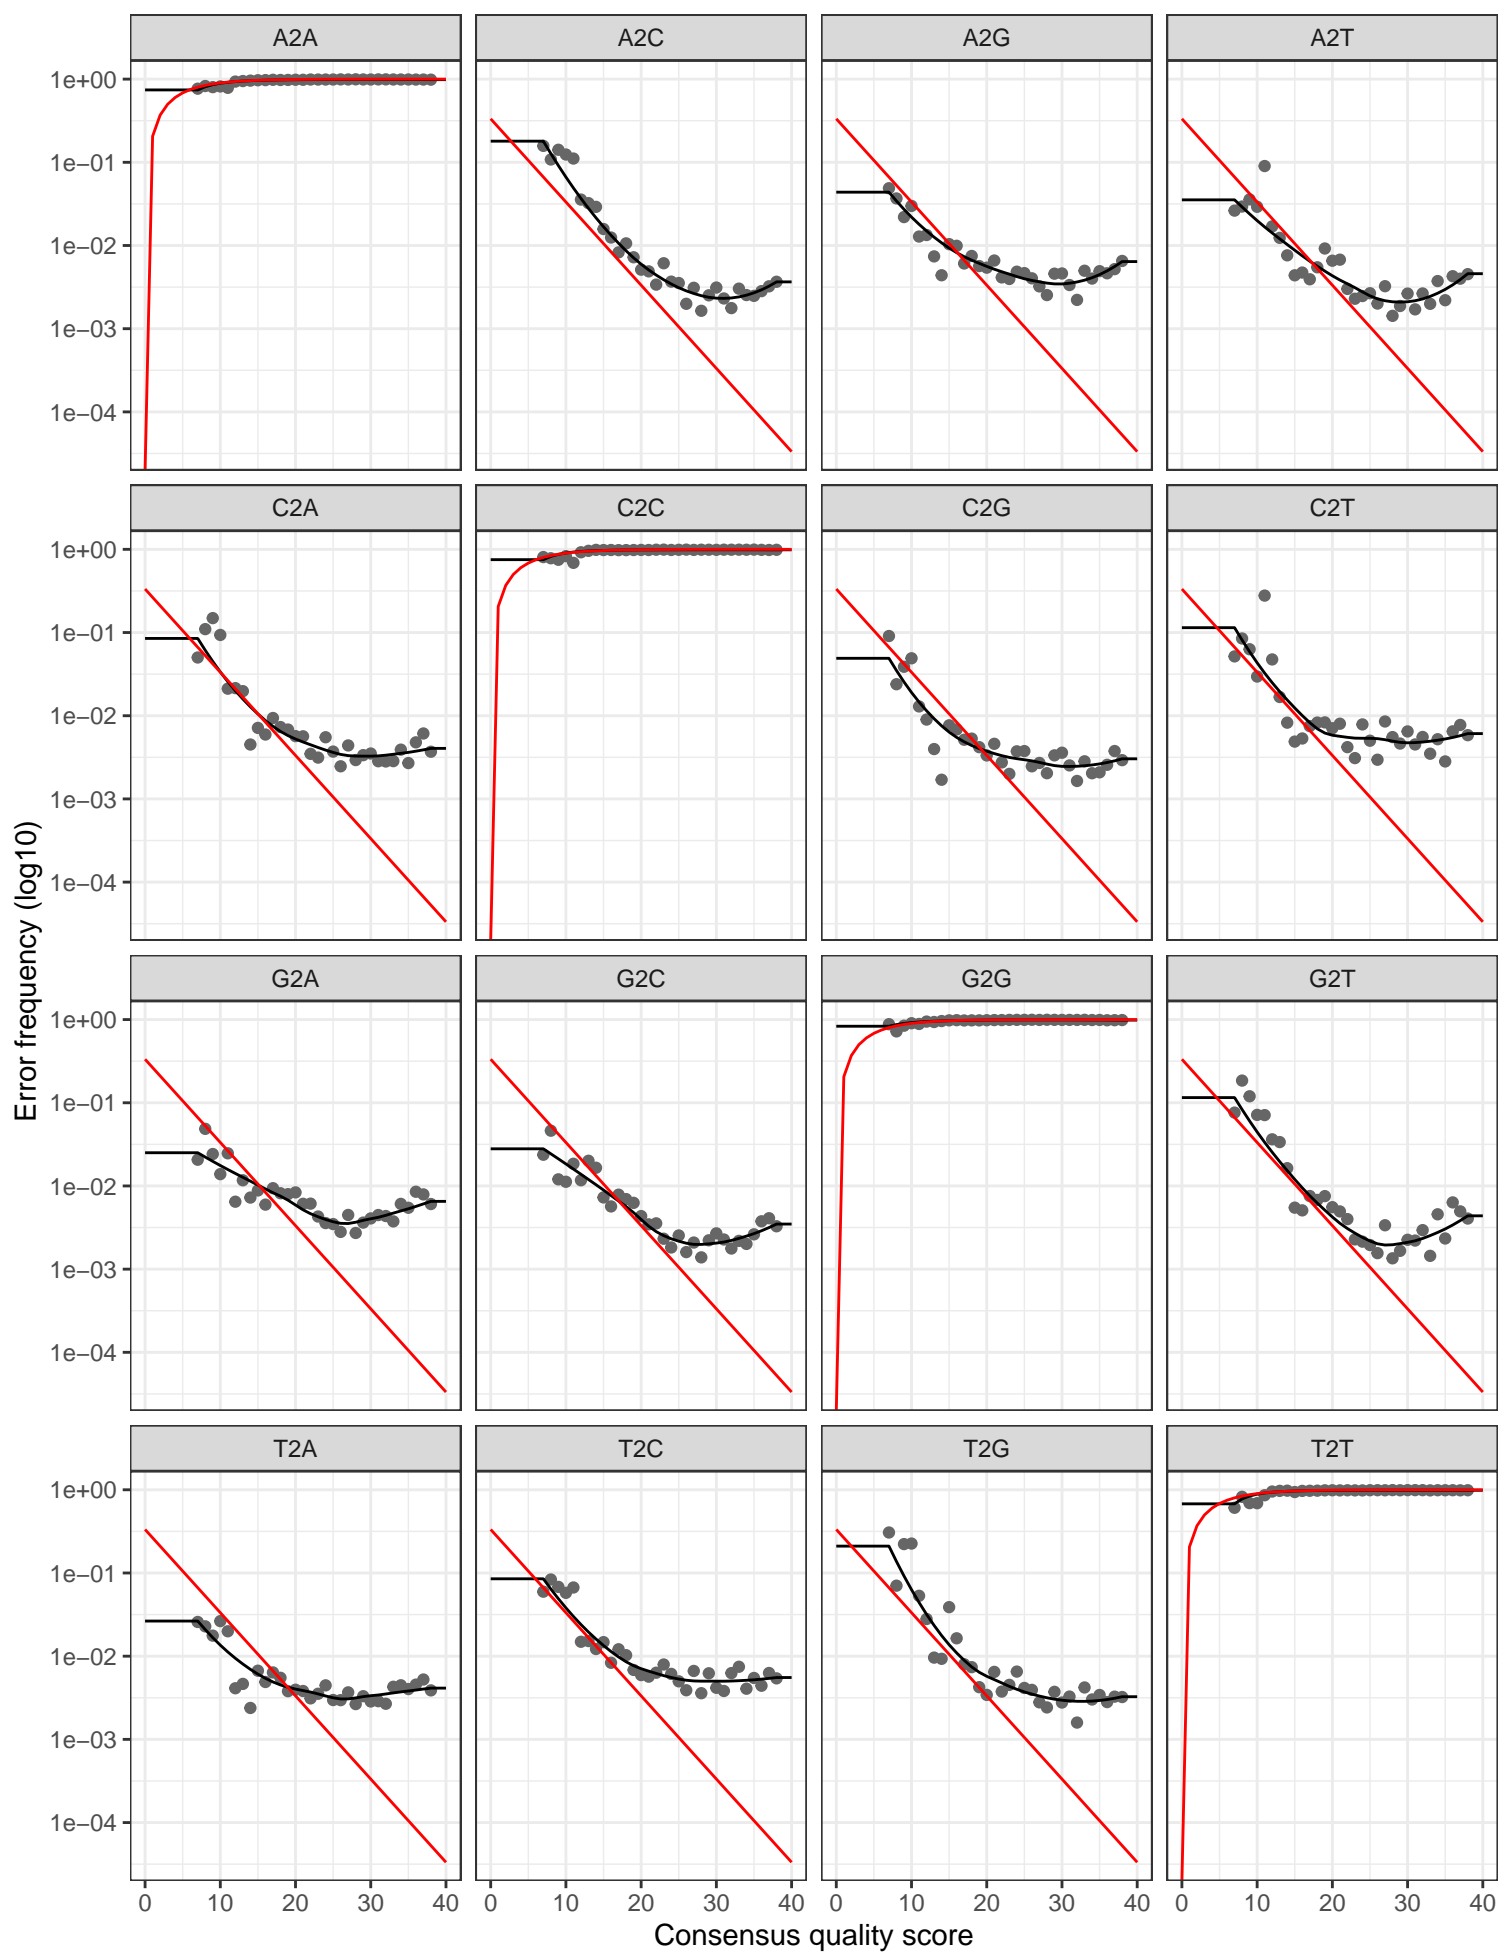 A2A A2C A2G A2T
1e+00
1e−01
1e−02
1e−03
1e−04
C2A C2C C2G C2T
1e+00
1e−01
1e−02
1e−03
1e−04
G2A G2C G2G G2T
1e+00
1e−01
1e−02
1e−03
1e−04
T2A T2C T2G T2T
1e+00
1e−01
1e−02
1e−03
1e−04
0 10 20 30 40 0 10 20 30 40 0 10 20 30 40 0 10 20 30 40
Consensus quality score
Error frequency (log10)